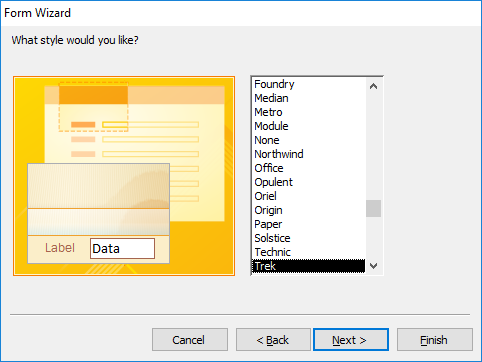 Form Wizard
What style would you like?
Label
Data
Foundry
Median
Metro
Module
None
Northwind
Office
Opulent
Oriel
Origin
Paper
Solstice
Technic
Trek
Cancel
< Back
Next >
Finish